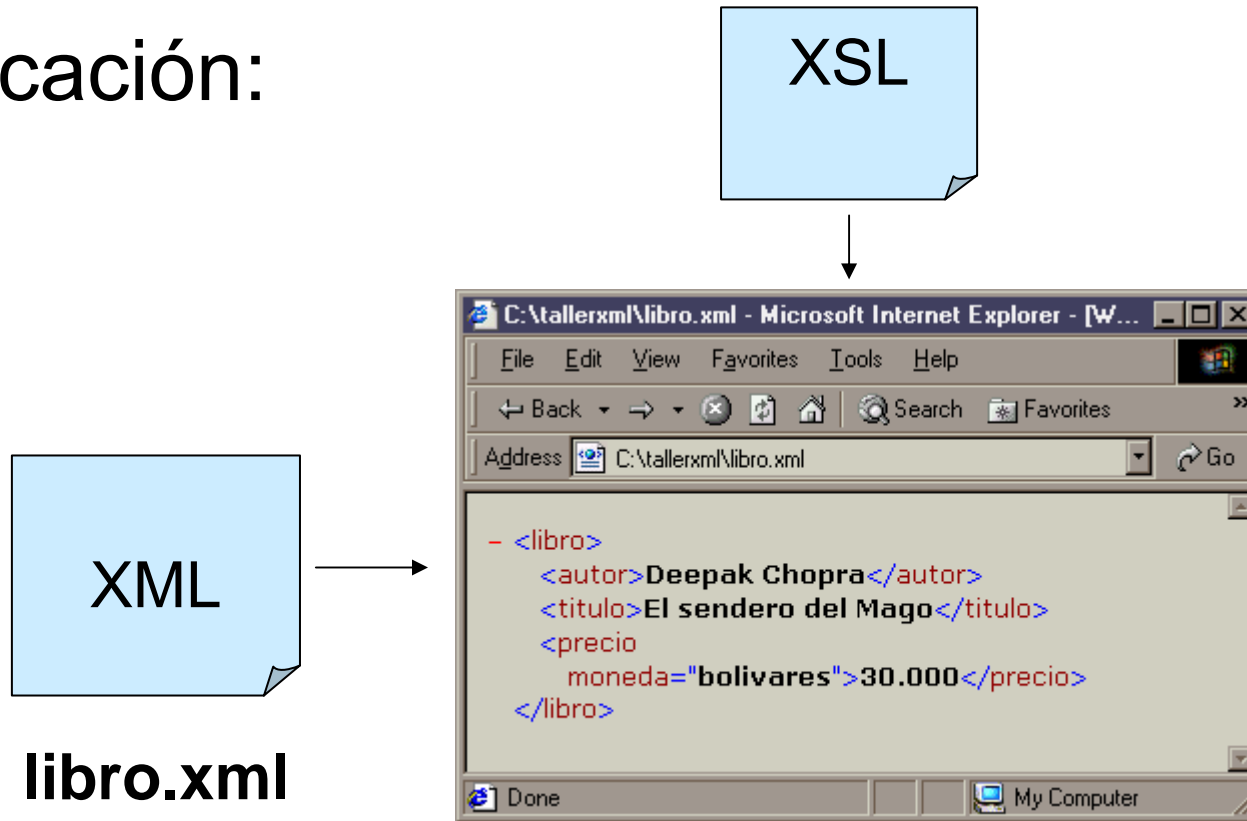 cación:
XSL
C:\tallerxml\libro.xml - Microsoft Internet Explorer - [W...
File Edit View Favorites Tools Help
Back Search Favorites »
Address C:\tallerxml\libro.xml Go
XML
– <libro>
<autor>Deepak Chopra</autor>
<titulo>El sendero del Mago</titulo>
<precio
moneda="bolivares">30.000</precio>
</libro>
libro.xml
Done My Computer